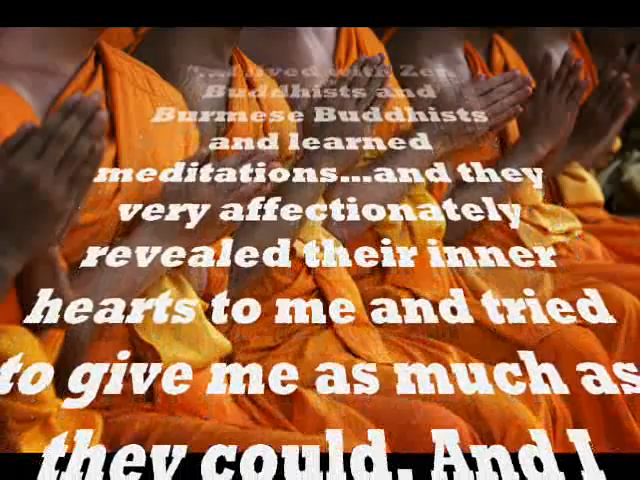 "...I lived with Zen
Buddhists and
Burmese Buddhists
and learned
meditations...and they
very affectionately
revealed their inner
hearts to me and tried
to give me as much as
they could. And I